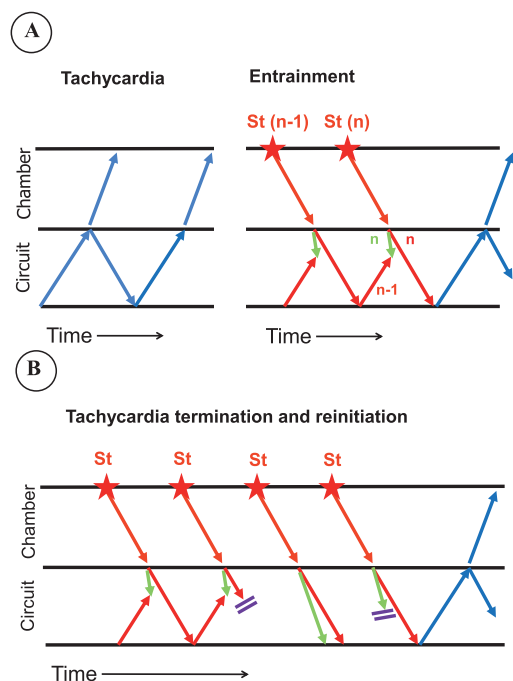 A
Tachycardia
Entrainment
St (n-1)
St (n)
Chamber
Circuit
n
n
n-1
Time
Time
B
Tachycardia termination and reinitiation
St
St
St
St
Chamber
Circuit
Time